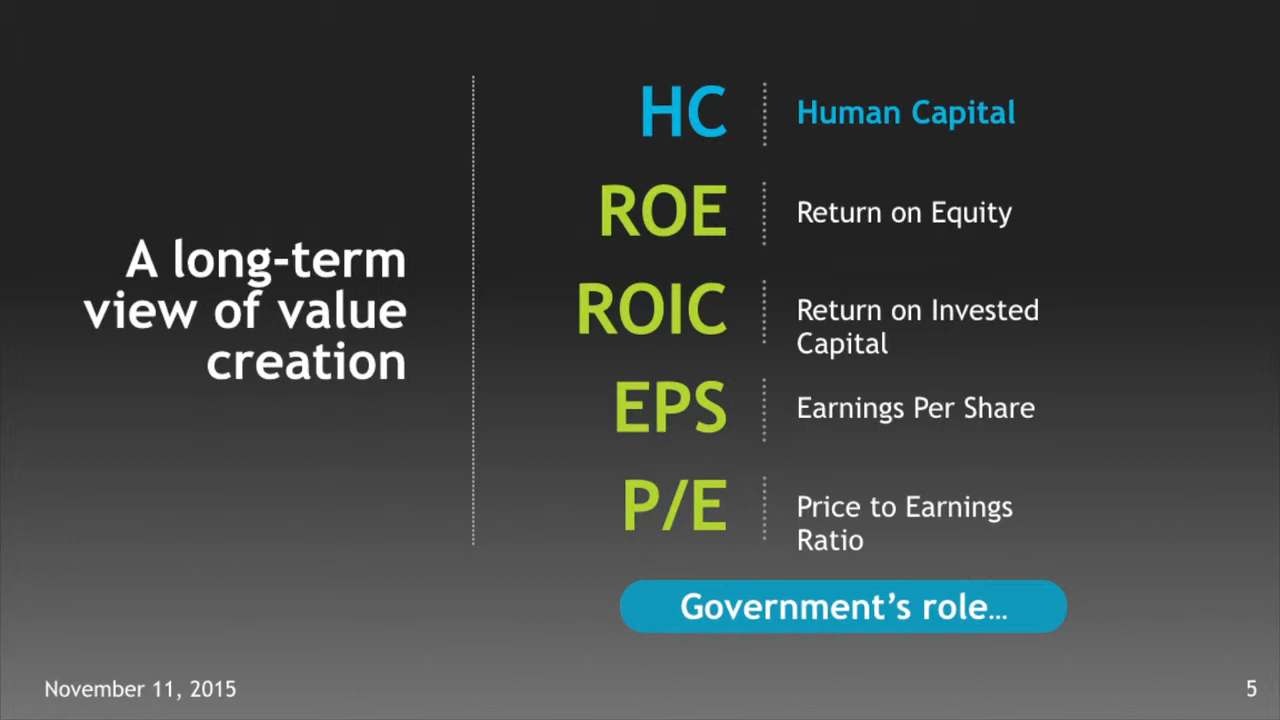 A long-term
view of value
creation
HC
Human Capital
ROE
Return on Equity
ROIC
Return on Invested
Capital
EPS
Earnings Per Share
P/E
Price to Earnings
Ratio
Government’s role…
November 11, 2015
5